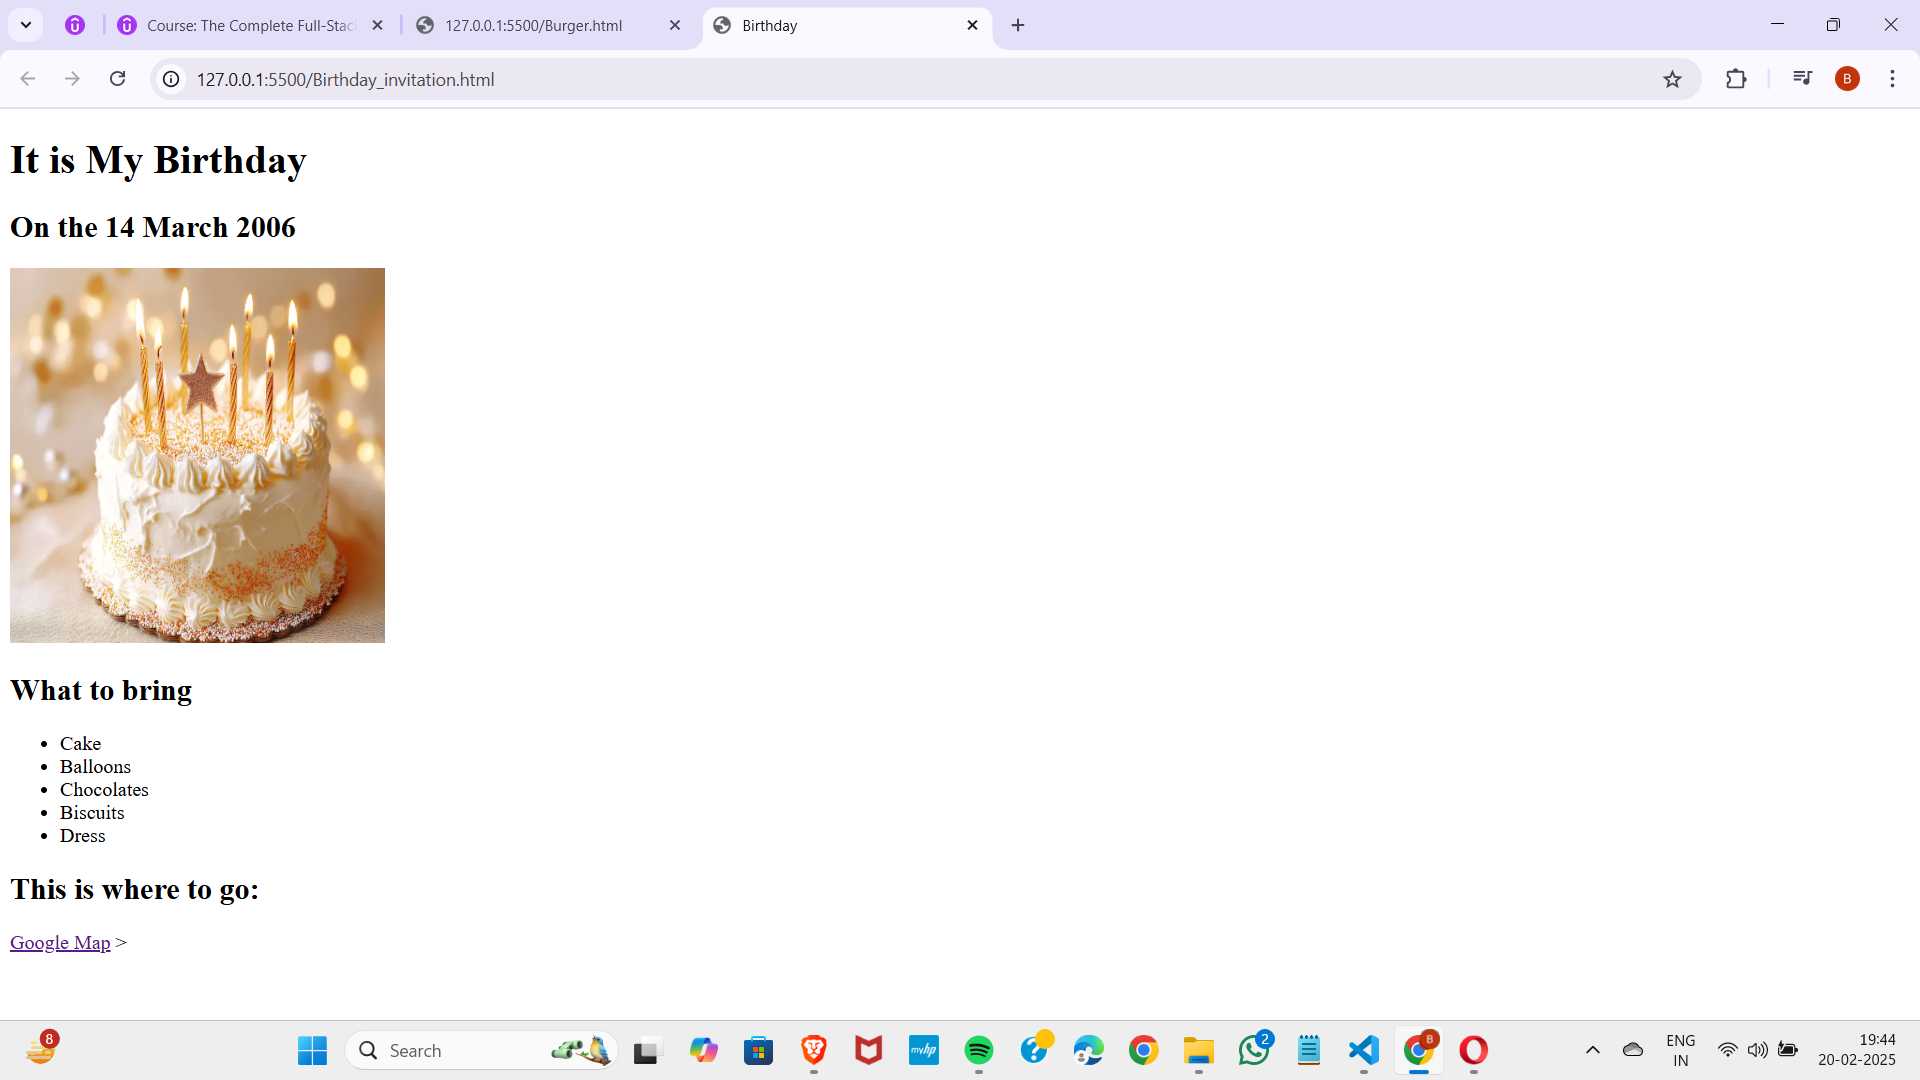 Course: The Complete Full-Stac
127.0.0.1:5500/Burger.html
Birthday
127.0.0.1:5500/Birthday_invitation.html
B
It is My Birthday
On the 14 March 2006
What to bring
Cake
Balloons
Chocolates
Biscuits
Dress
This is where to go:
Google Map >
8
Search
myhp
2
B
ENG
IN
19:44
20-02-2025